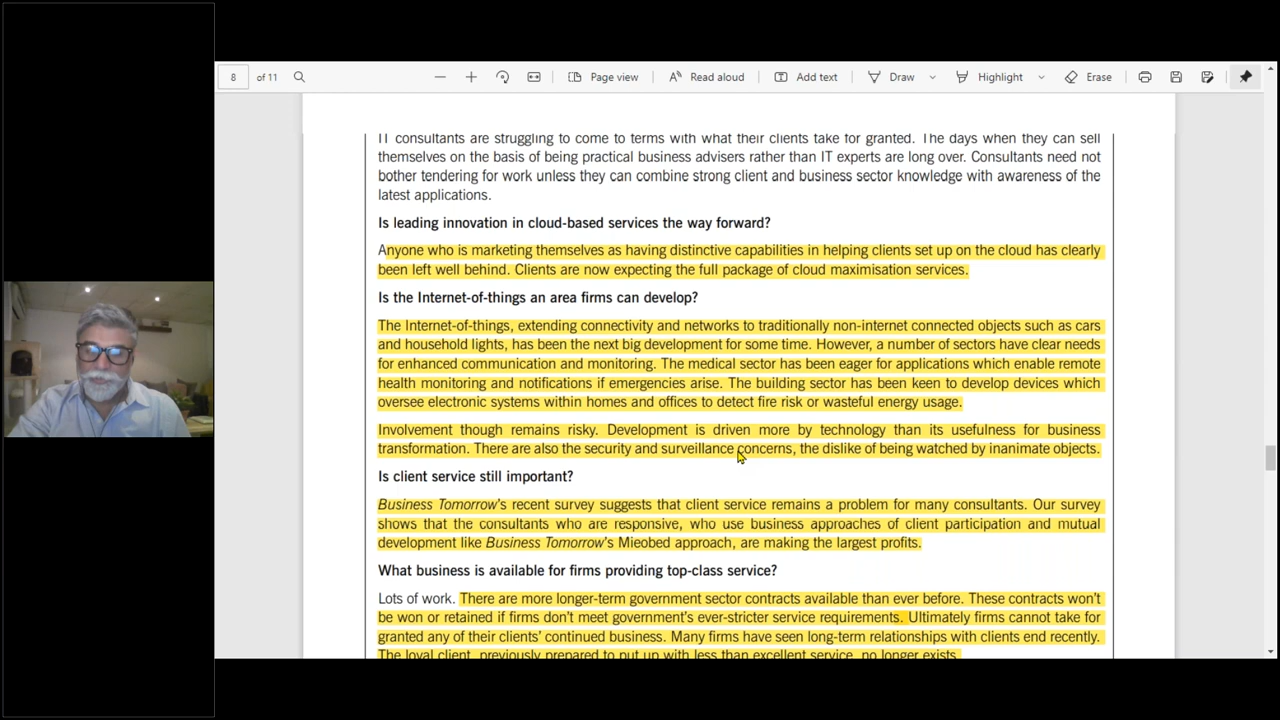 8 of 11
Page view
Read aloud
Add text
Draw
Highlight
Erase
IT consultants are struggling to come to terms with what their clients take for granted. The days when they can sell
themselves on the basis of being practical business advisers rather than IT experts are long over. Consultants need not
bother tendering for work unless they can combine strong client and business sector knowledge with awareness of the
latest applications.
Is leading innovation in cloud-based services the way forward?
Anyone who is marketing themselves as having distinctive capabilities in helping clients set up on the cloud has clearly
been left well behind. Clients are now expecting the full package of cloud maximisation services.
Is the Internet-of-things an area firms can develop?
The Internet-of-things, extending connectivity and networks to traditionally non-internet connected objects such as cars
and household lights, has been the next big development for some time. However, a number of sectors have clear needs
for enhanced communication and monitoring. The medical sector has been eager for applications which enable remote
health monitoring and notifications if emergencies arise. The building sector has been keen to develop devices which
oversee electronic systems within homes and offices to detect fire risk or wasteful energy usage.
Involvement though remains risky. Development is driven more by technology than its usefulness for business
transformation. There are also the security and surveillance concerns, the dislike of being watched by inanimate objects.
Is client service still important?
Business Tomorrow's recent survey suggests that client service remains a problem for many consultants. Our survey
shows that the consultants who are responsive, who use business approaches of client participation and mutual
development like Business Tomorrow's Mieobed approach, are making the largest profits.
What business is available for firms providing top-class service?
Lots of work. There are more longer-term government sector contracts available than ever before. These contracts won't
be won or retained if firms don't meet government's ever-stricter service requirements. Ultimately firms cannot take for
granted any of their clients' continued business. Many firms have seen long-term relationships with clients end recently.
The loyal client, previously prepared to put up with less than excellent service, no longer exists.